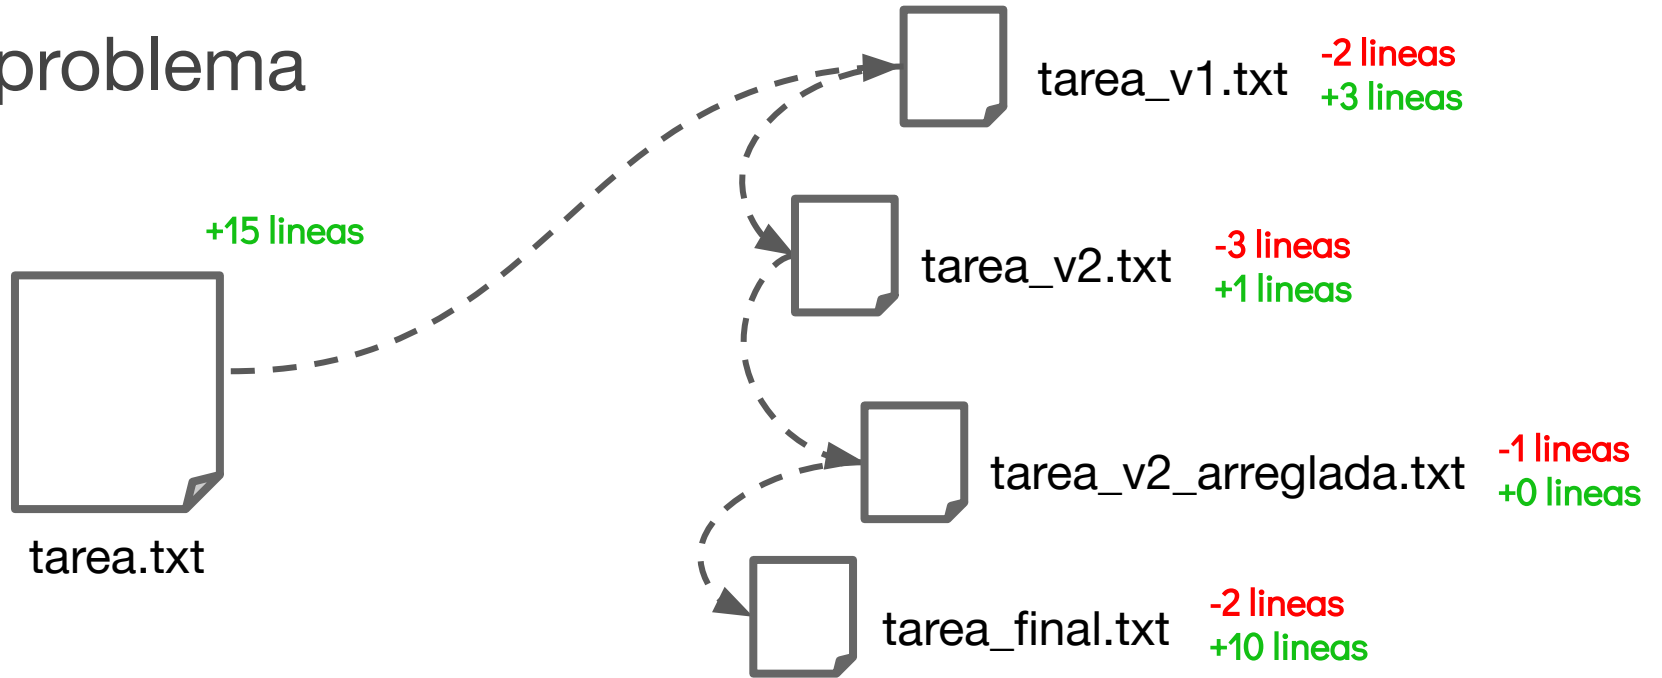 problema
+15 lineas
tarea.txt
tarea_v1.txt
-2 lineas
+3 lineas
tarea_v2.txt
-3 lineas
+1 lineas
tarea_v2_arreglada.txt
-1 lineas
+0 lineas
tarea_final.txt
-2 lineas
+10 lineas